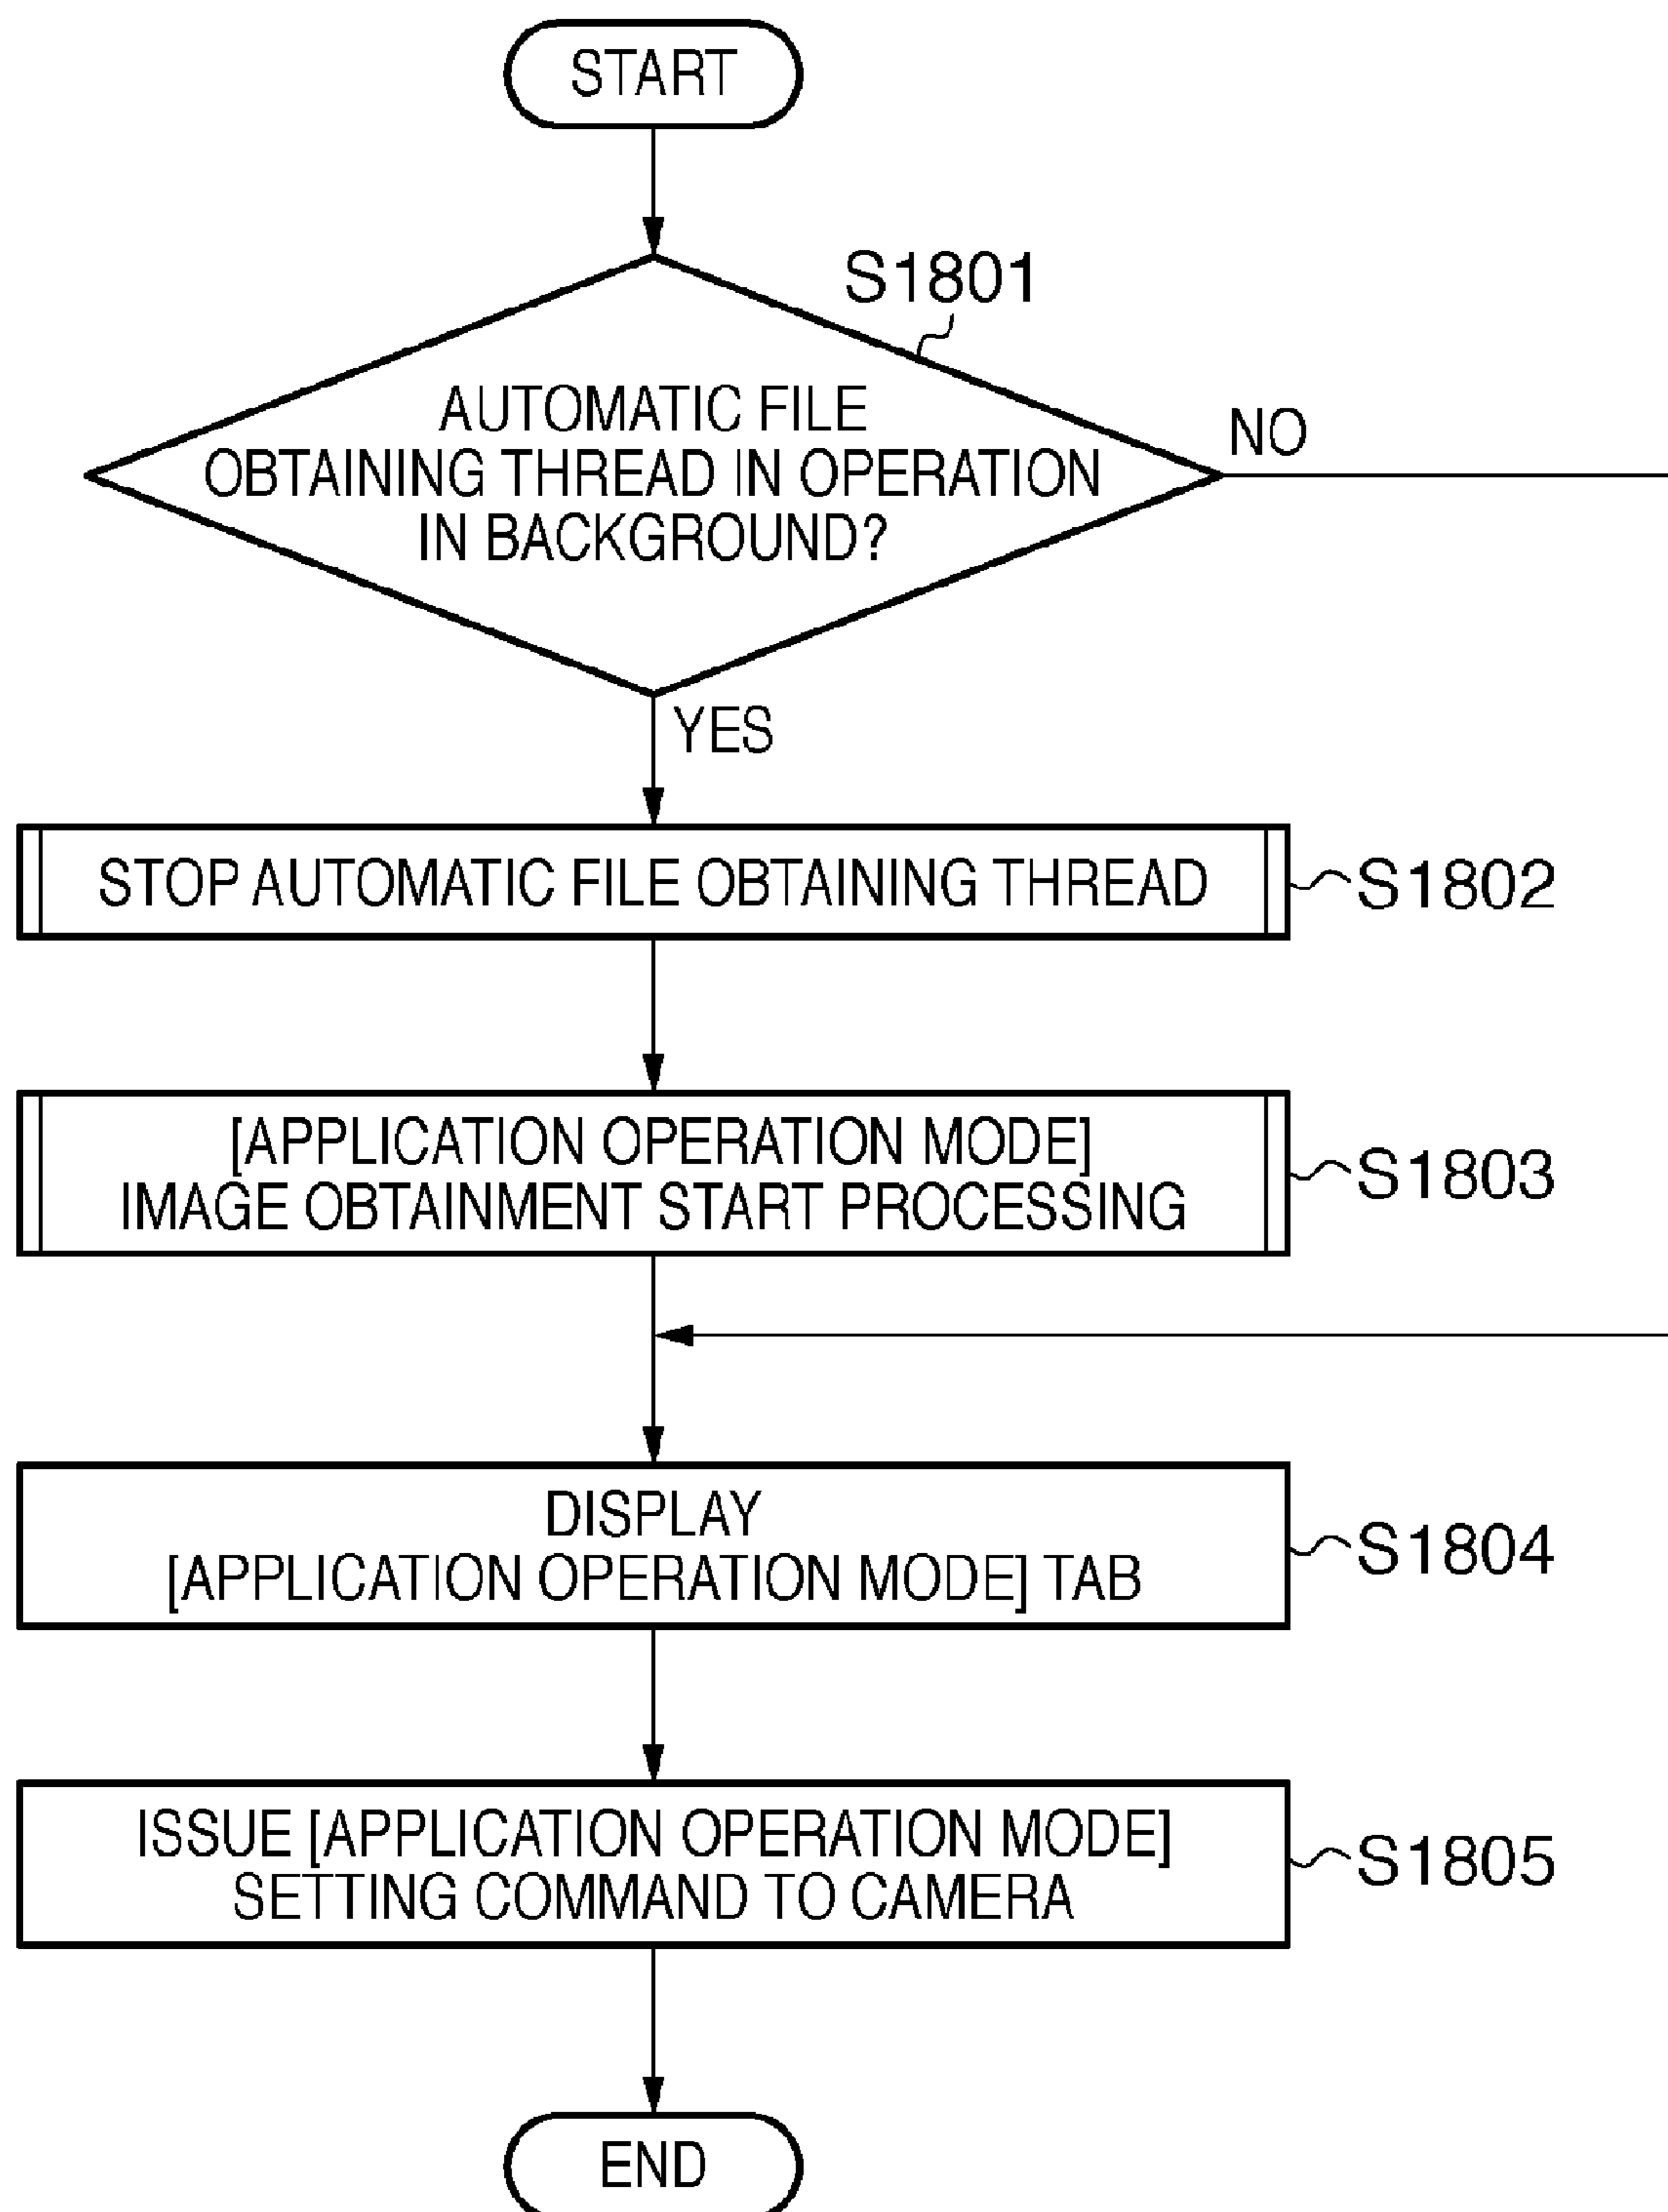 START
S1801
AUTOMATIC FILE
OBTAINING THREAD IN OPERATION
IN BACKGROUND?
NO
YES
STOP AUTOMATIC FILE OBTAINING THREAD
S1802
[APPLICATION OPERATION MODE]
IMAGE OBTAINMENT START PROCESSING
S1803
DISPLAY
[APPLICATION OPERATION MODE] TAB
S1804
ISSUE [APPLICATION OPERATION MODE]
SETTING COMMAND TO CAMERA
S1805
END